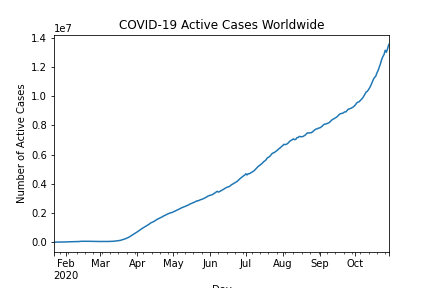 COVID-19 Active Cases Worldwide
1e7
1.4
1.2
1.0
0.8
0.6
0.4
0.2
0.0
Number of Active Cases
Feb Mar Apr May Jun Jul Aug Sep Oct
2020